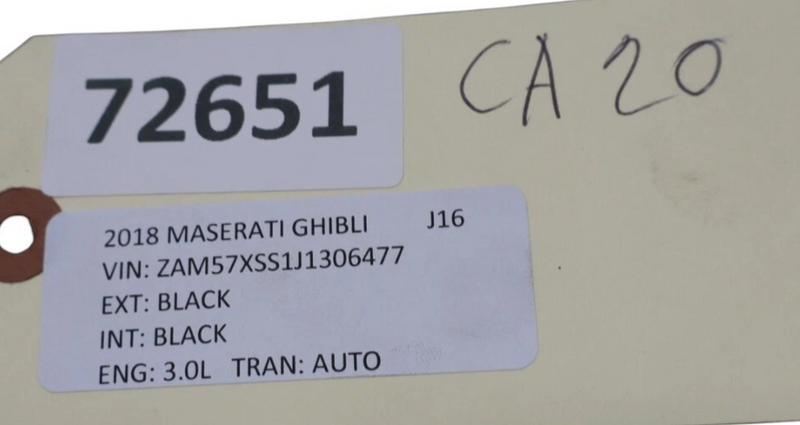 72651
CA 20
2018 MASERATI GHIBLI J16
VIN: ZAM57XSS1J1306477
EXT: BLACK
INT: BLACK
ENG: 3.0L TRAN: AUTO